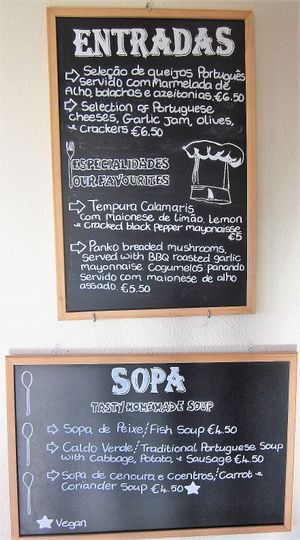 ENTRADAS
Seleção de queijos Português
servido com Marmelada de
Alho, bolachas e azeitonias. €6.50
Selection of Portuguese
cheeses, Garlic Jam, olives,
+ Crackers €6.50
ESPECIALIDADES
OUR FAVOURITES
Tempura Calamaris
com maionese de limão. Lemon +
Cracked black Pepper mayonaisse
€5
Panko breaded mushrooms,
served with BBQ roasted garlic
mayonnaise Cogumelos panando
servido com maionese de alho
assado. €5.50
SOPA
TASTY HOMEMADE SOUP
Sopa de Peixe/Fish Soup €4.50
Caldo Verde/Traditional Portuguese Soup
with Cabbage, Potato, + Sausage €4.50
Sopa de cenoura e Coentros/Carrot +
Coriander Soup €4.50
Vegan